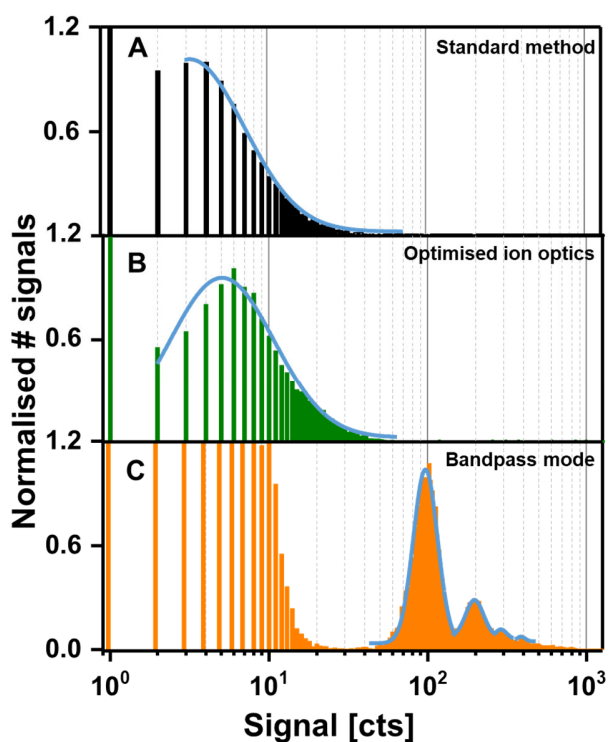 1.2
A
Standard method
0.6
1.2
B
Optimised ion optics
0.6
1.2
C
Bandpass mode
0.6
0.0
Normalised # signals
10⁰ 10¹ 10² 10³
Signal [cts]